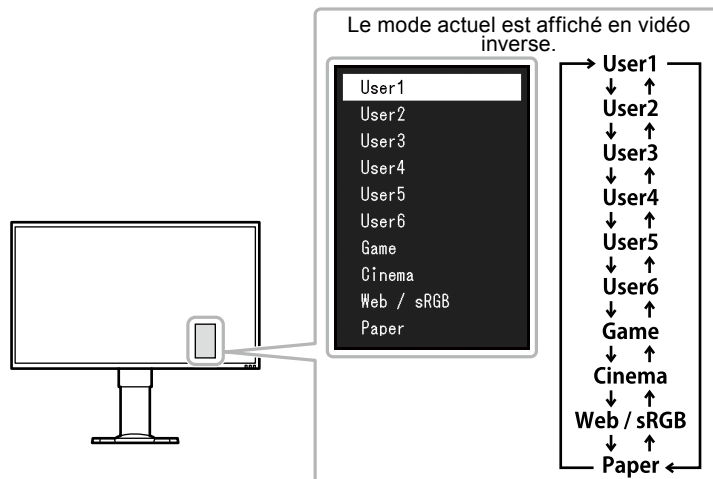 Le mode actuel est affiché en vidéo
inverse.
User1
User2
User3
User4
User5
User6
Game
Cinema
Web / sRGB
Paper
User1
User2
User3
User4
User5
User6
Game
Cinema
Web / sRGB
Paper